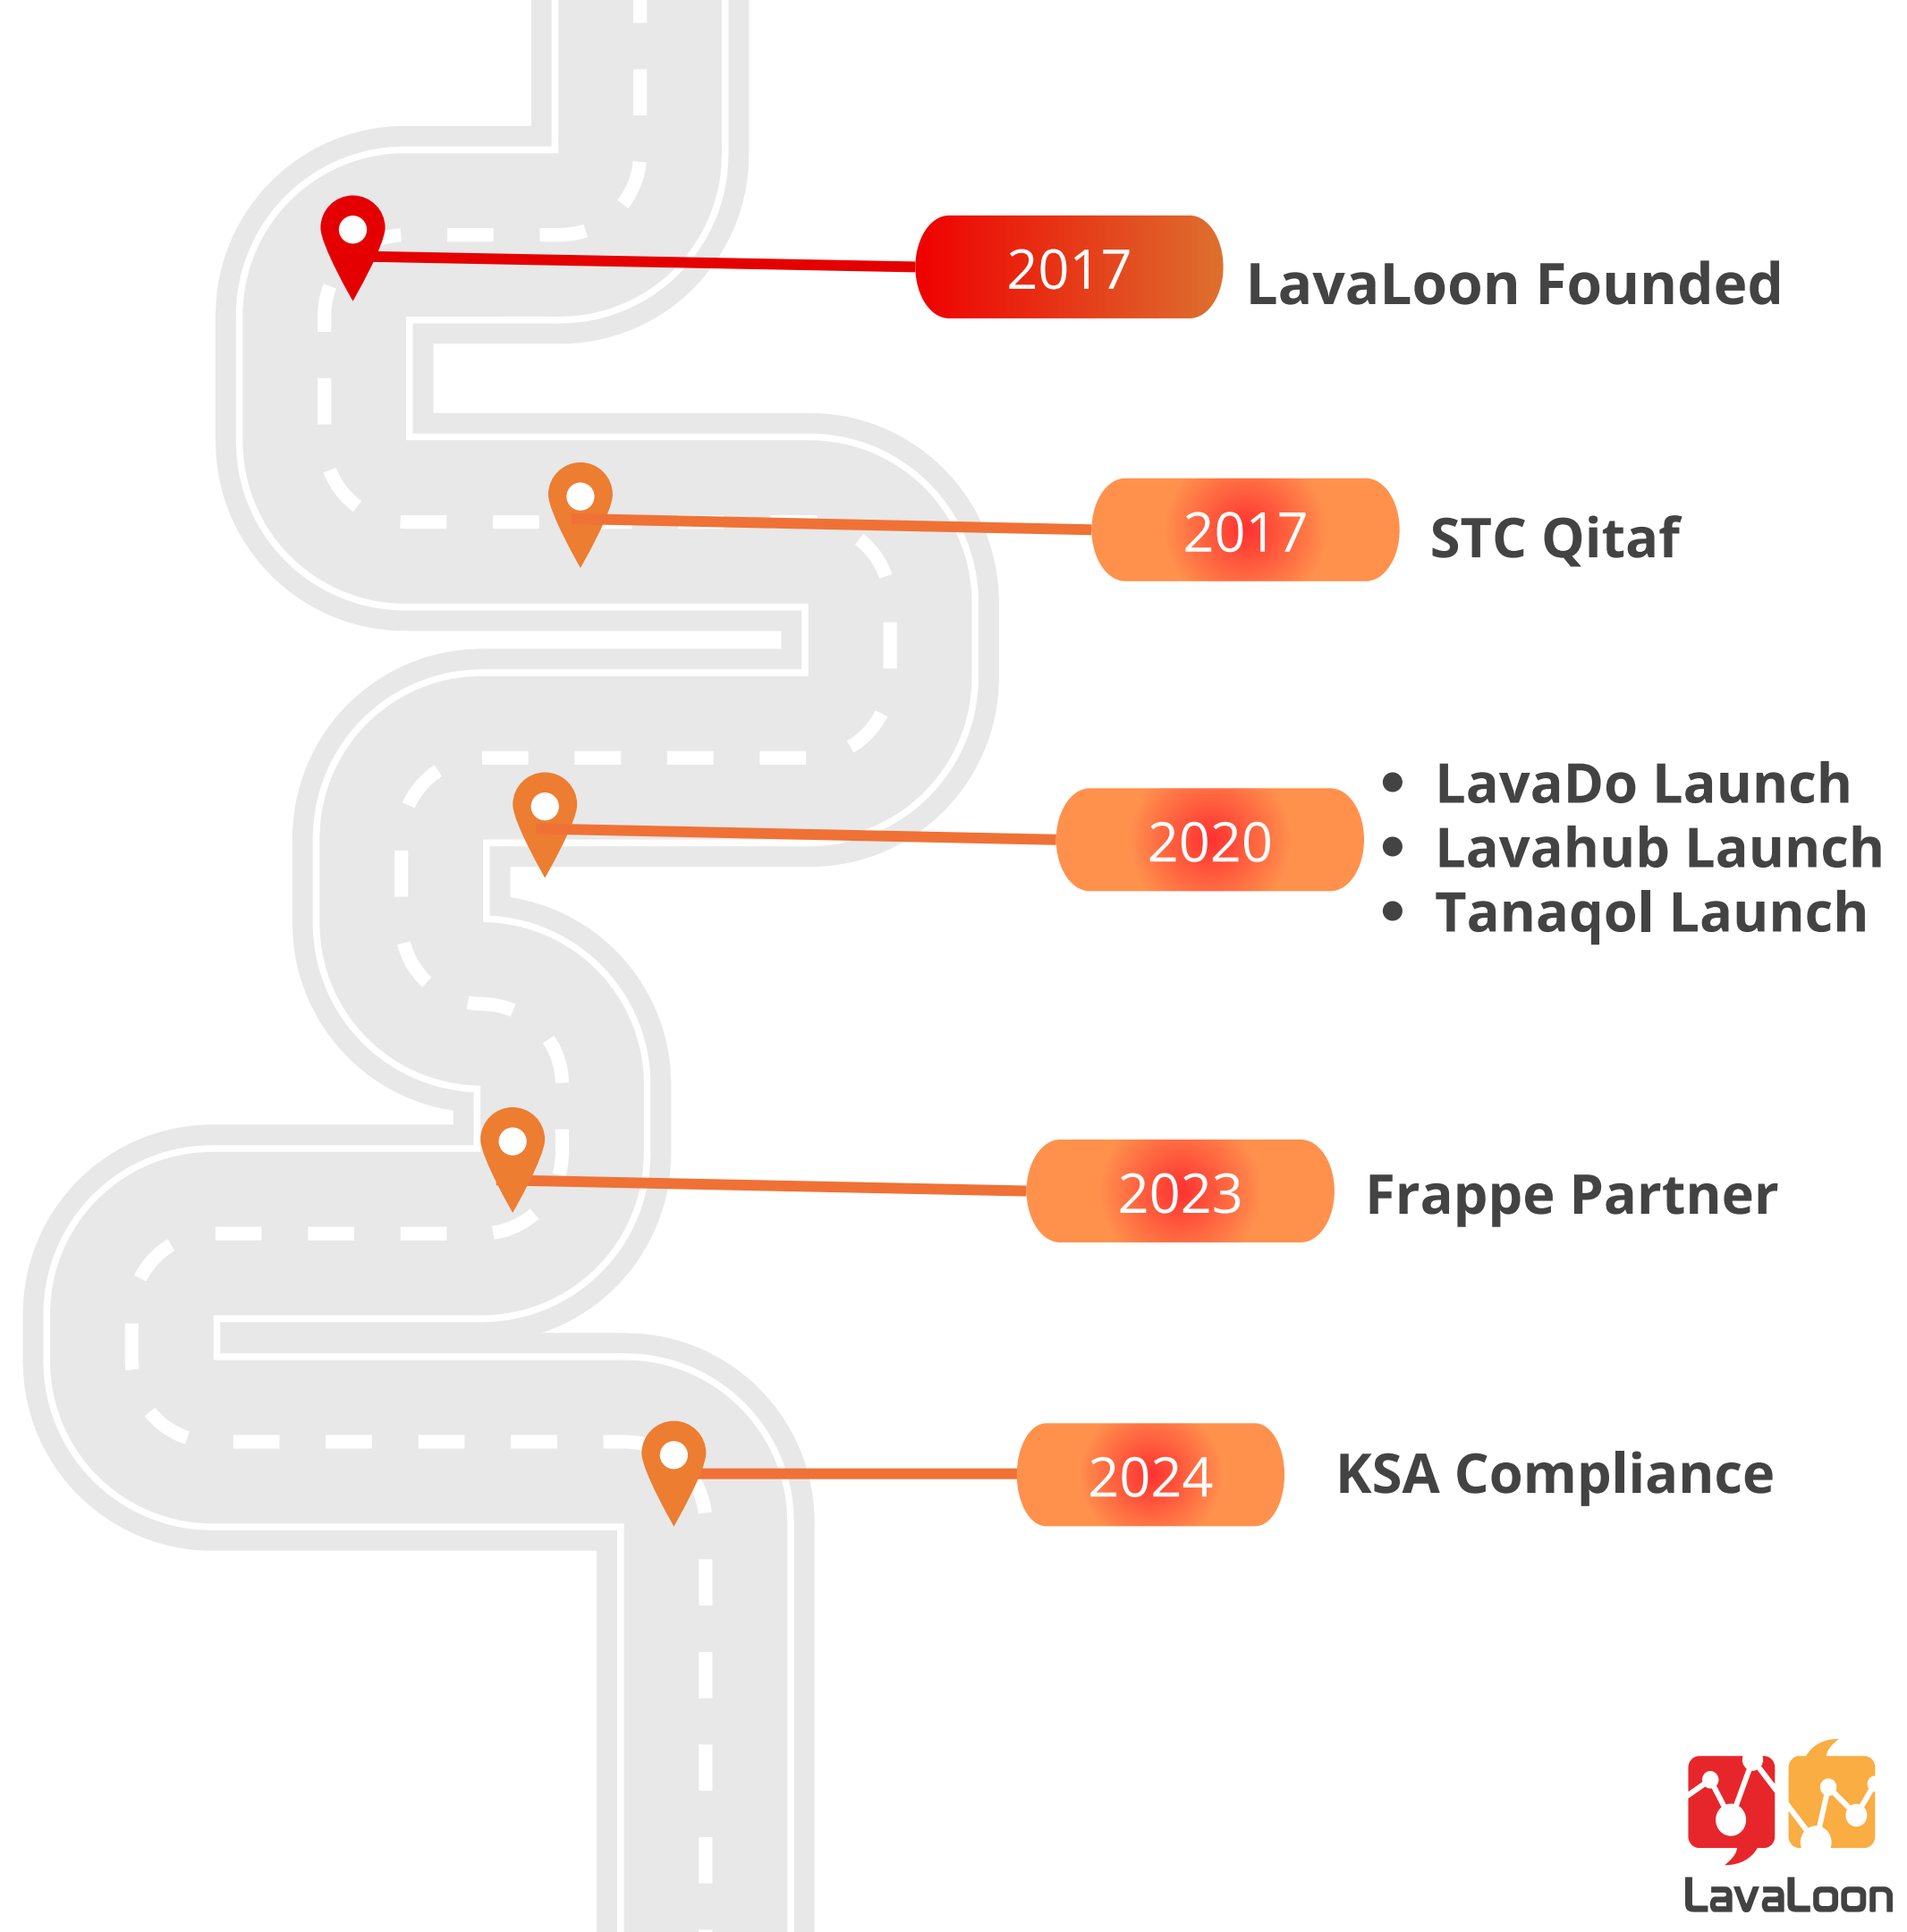 2017
LavaLoon Founded
2017
STC Qitaf
2020
• LavaDo Launch
• Lavahub Launch
• Tanaqol Launch
2023
Frappe Partner
2024
KSA Compliance
LavaLoon